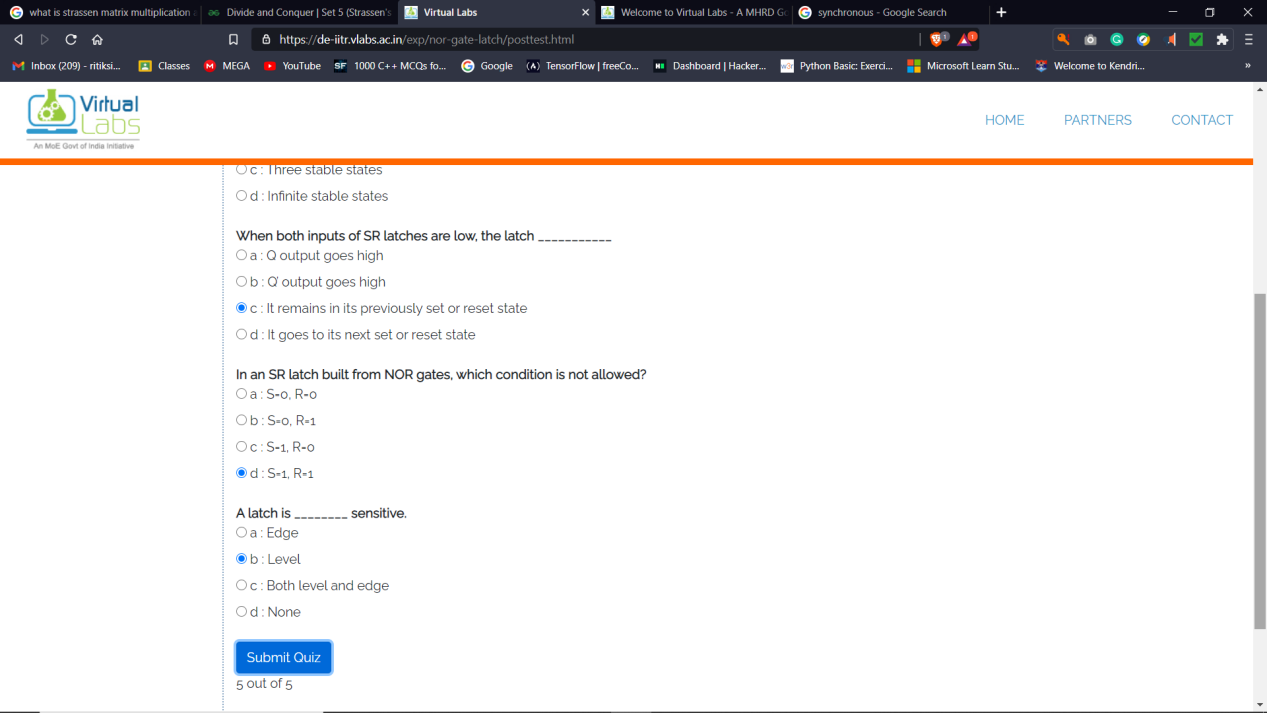 what is strassen matrix multiplication
Divide and Conquer | Set 5 (Strassen's
Virtual Labs
Welcome to Virtual Labs - A MHRD Go
synchronous - Google Search
https://de-iitr.vlabs.ac.in/exp/nor-gate-latch/posttest.html
Inbox (209) - ritiksi...
Classes
MEGA
YouTube
SF 1000 C++ MCQs fo...
Google
(A) TensorFlow | freeCo...
Dashboard | Hacker...
w3r Python Basic: Exerci...
Microsoft Learn Stu...
Welcome to Kendri...
»
Virtual
Labs
An MoE Govt of India Initiative
HOME
PARTNERS
CONTACT
c : Three stable states
d : Infinite stable states
When both inputs of SR latches are low, the latch ___________
a : Q output goes high
b : Q' output goes high
c : It remains in its previously set or reset state
d : It goes to its next set or reset state
In an SR latch built from NOR gates, which condition is not allowed?
a : S=0, R=0
b : S=0, R=1
c : S=1, R=0
d : S=1, R=1
A latch is ________ sensitive.
a : Edge
b : Level
c : Both level and edge
d : None
Submit Quiz
5 out of 5